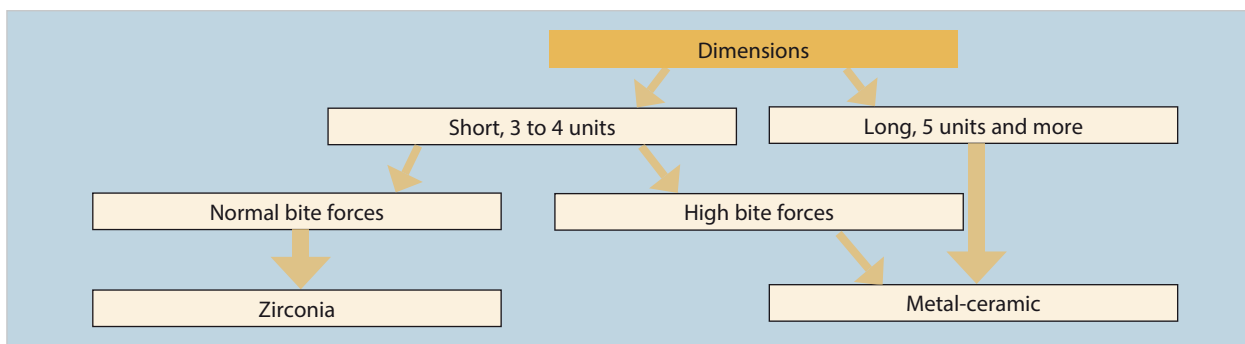 Dimensions
Short, 3 to 4 units
Long, 5 units and more
Normal bite forces
High bite forces
Zirconia
Metal-ceramic